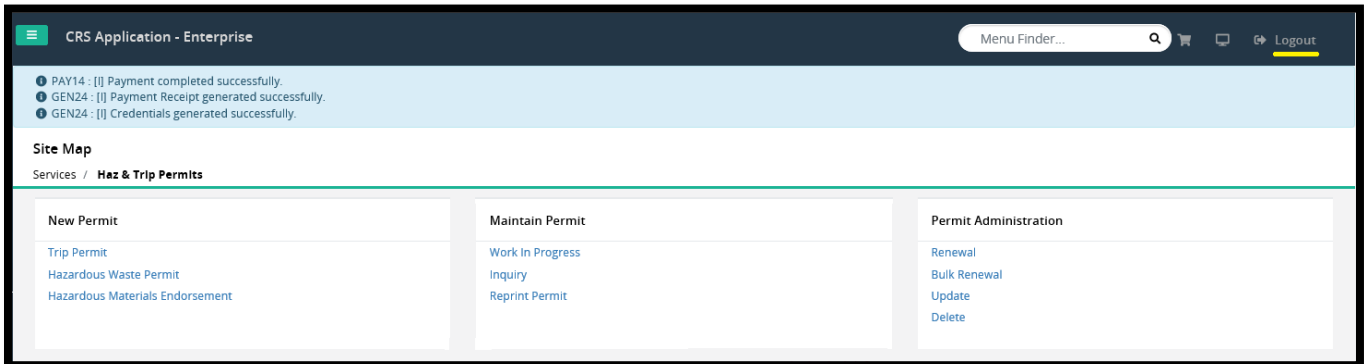 CRS Application - Enterprise
Menu Finder...
Logout
PAY14 : [I] Payment completed successfully.
GEN24 : [I] Payment Receipt generated successfully.
GEN24 : [I] Credentials generated successfully.
Site Map
Services / Haz & Trip Permits
New Permit
Trip Permit
Hazardous Waste Permit
Hazardous Materials Endorsement
Maintain Permit
Work In Progress
Inquiry
Reprint Permit
Permit Administration
Renewal
Bulk Renewal
Update
Delete